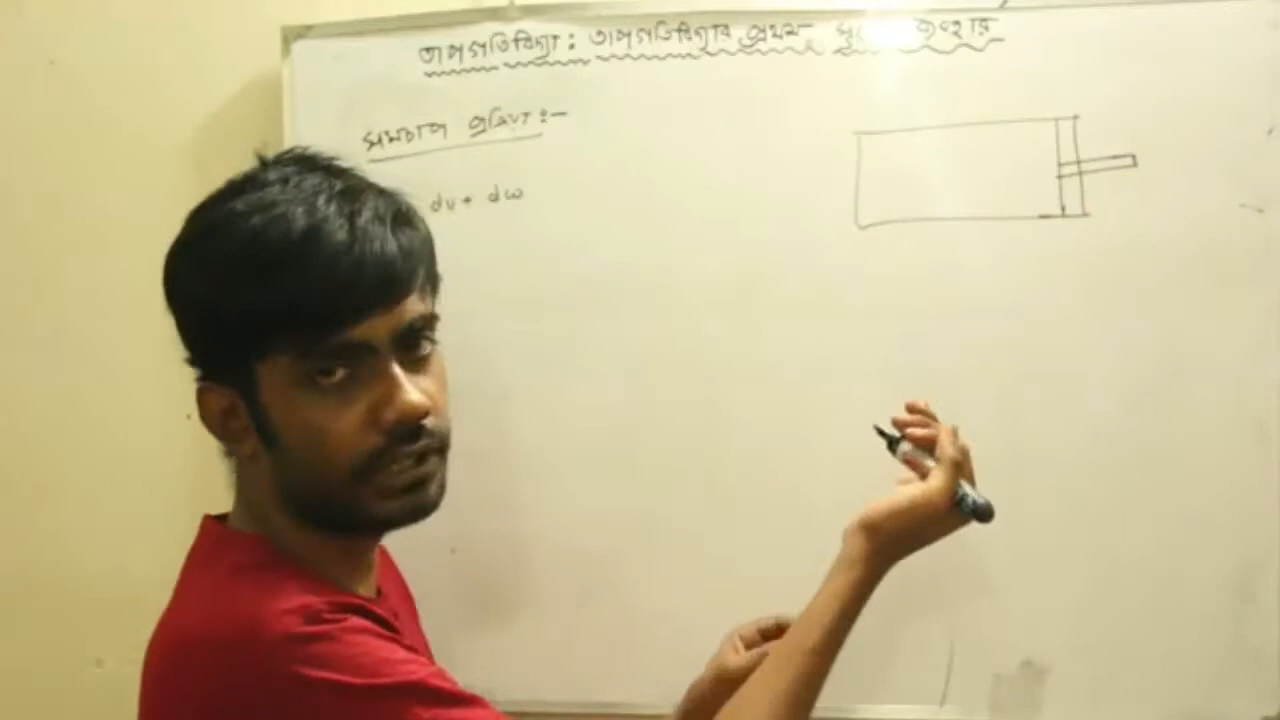 তাপগতিবিদ্যা : তাপগতিবিদ্যার প্রথম
সমচাপ প্রক্রিয়া :-
du + dw